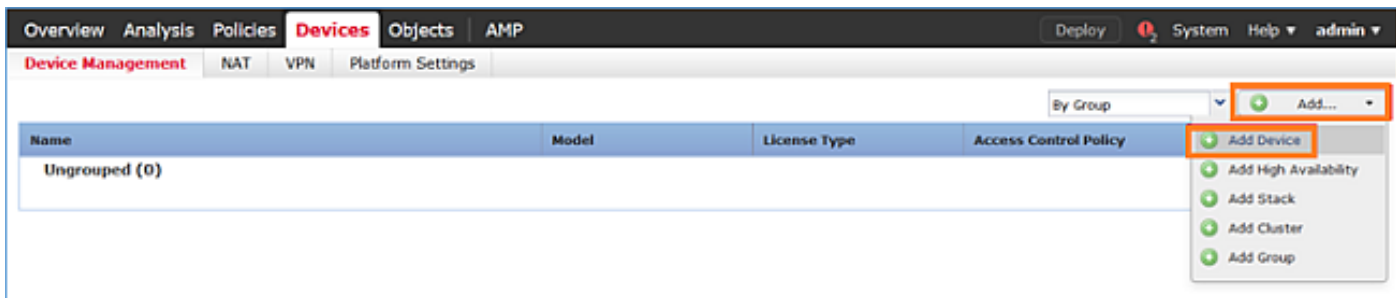 Overview Analysis Policies Devices Objects AMP Deploy 2 System Help admin
Device Management NAT VPN Platform Settings
By Group Add...
Name Model License Type Access Control Policy Add Device
Ungrouped (0) Add High Availability
Add Stack
Add Cluster
Add Group